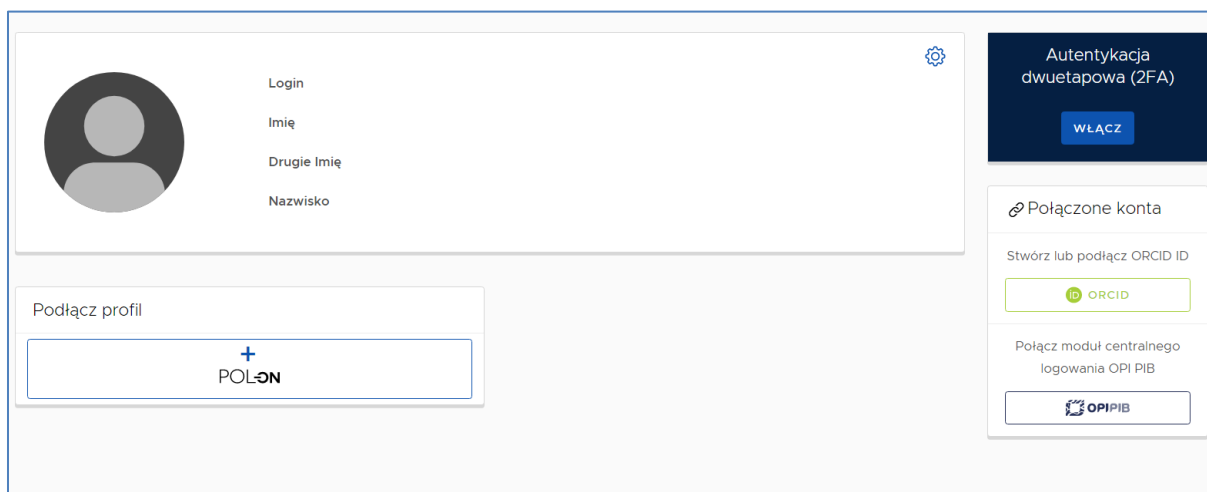 Login
Imię
Drugie Imię
Nazwisko
Podłącz profil
+
POL-ON
Autentykacja
dwuetapowa (2FA)
WŁĄCZ
Połączone konta
Stwórz lub podłącz ORCID ID
iD ORCID
Połącz moduł centralnego
logowania OPI PIB
OPIPIB